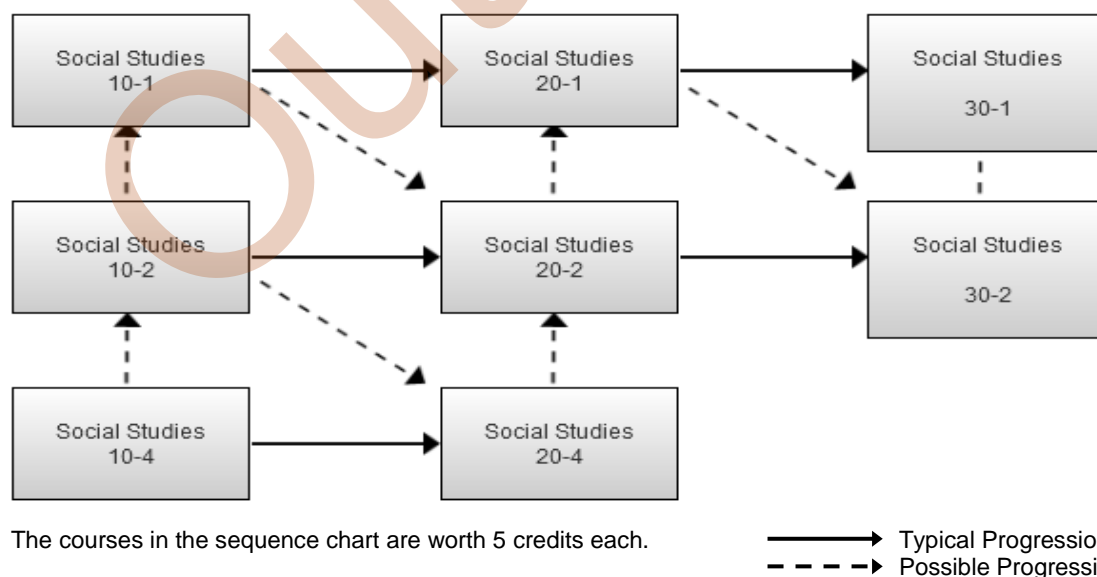 Social Studies
10-1
Social Studies
20-1
Social Studies
30-1
Social Studies
10-2
Social Studies
20-2
Social Studies
30-2
Social Studies
10-4
Social Studies
20-4
The courses in the sequence chart are worth 5 credits each.
Typical Progressio
Possible Progressi